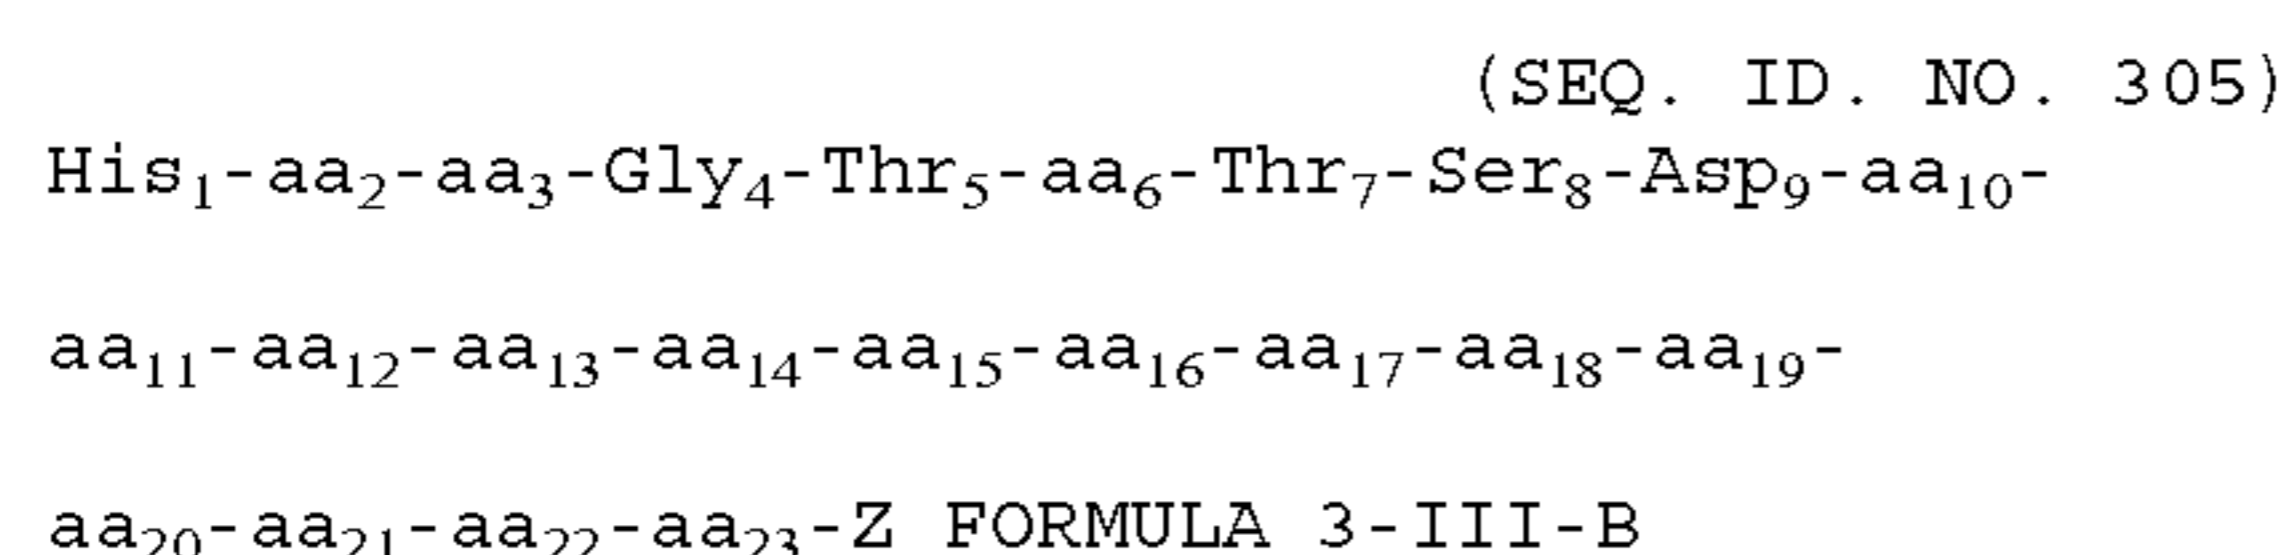 (SEQ. ID. NO. 305)
His₁-aa₂-aa₃-Gly₄-Thr₅-aa₆-Thr₇-Ser₈-Asp₉-aa₁₀-
aa₁₁-aa₁₂-aa₁₃-aa₁₄-aa₁₅-aa₁₆-aa₁₇-aa₁₈-aa₁₉-
aa₂₀-aa₂₁-aa₂₂-aa₂₃-Z FORMULA 3-III-B